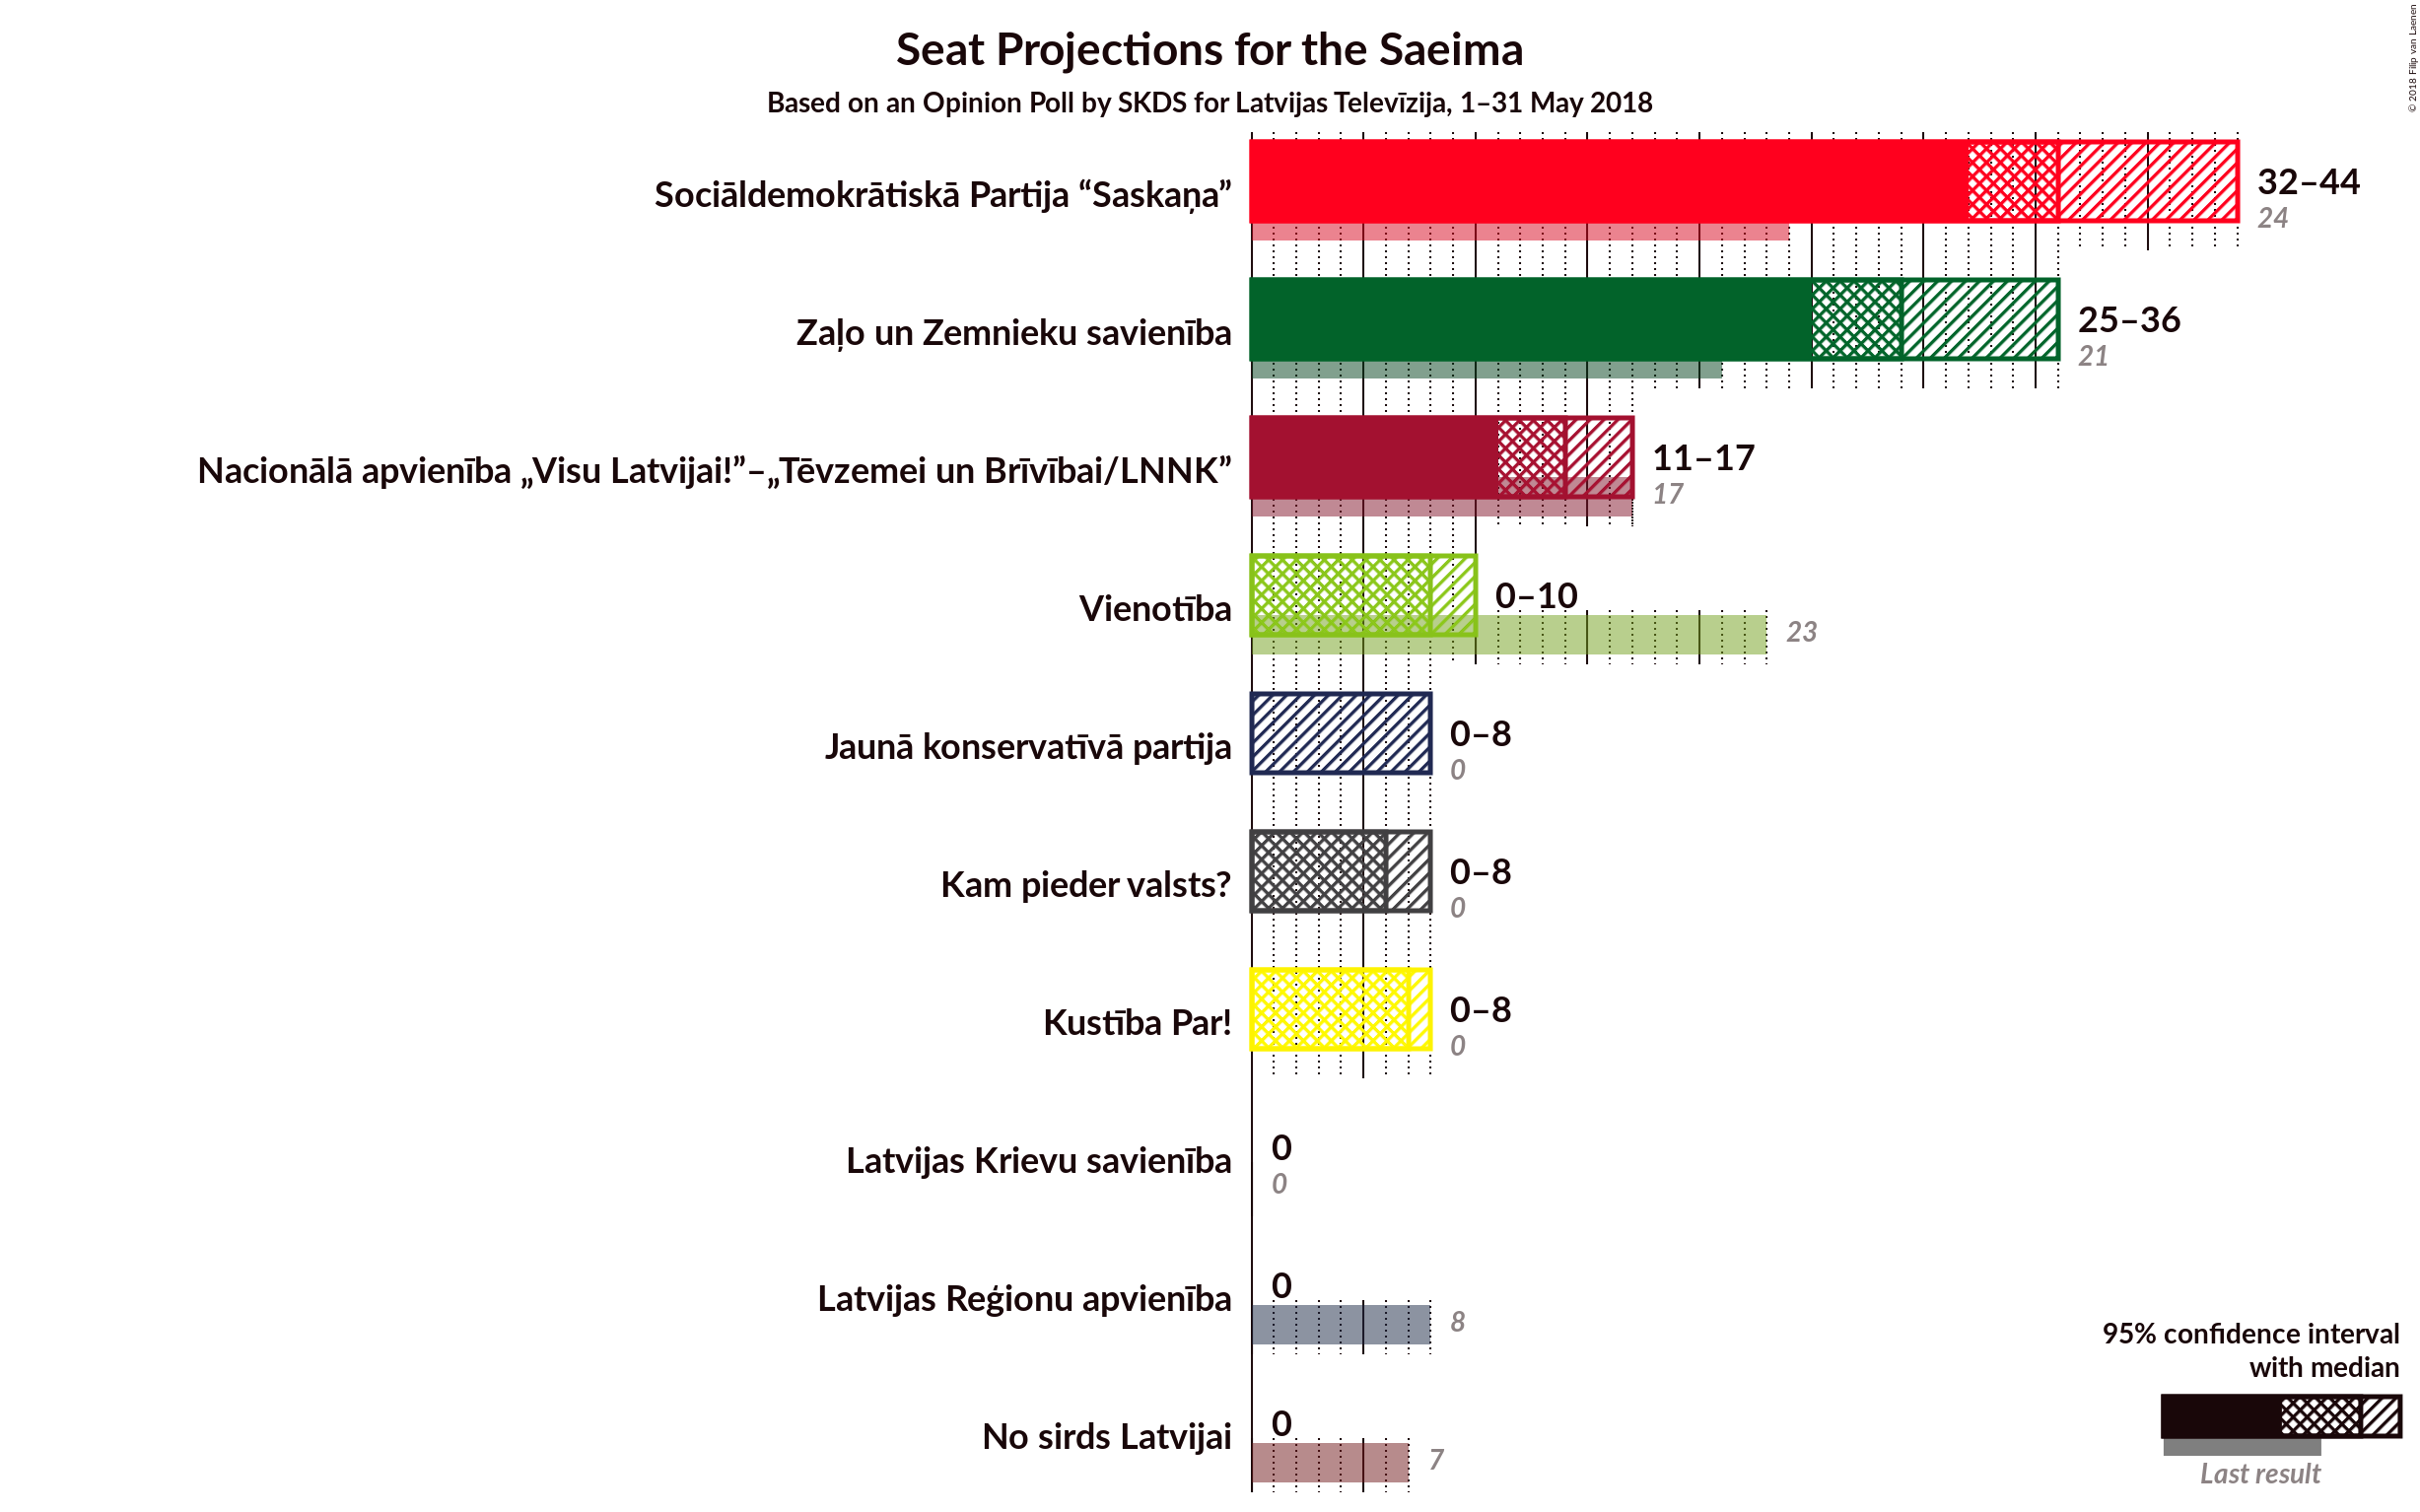 Seat Projections for the Saeima
Based on an Opinion Poll by SKDS for Latvijas Televīzija, 1–31 May 2018
© 2018 Filip van Laenen
Sociāldemokrātiskā Partija “Saskaņa”
32–44
24
Zaļo un Zemnieku savienība
25–36
21
Nacionālā apvienība „Visu Latvijai!”–„Tēvzemei un Brīvībai/LNNK”
11–17
17
Vienotība
0–10
23
Jaunā konservatīvā partija
0–8
0
Kam pieder valsts?
0–8
0
Kustība Par!
0–8
0
Latvijas Krievu savienība
0
0
Latvijas Reģionu apvienība
0
8
No sirds Latvijai
0
7
95% confidence interval
with median
Last result